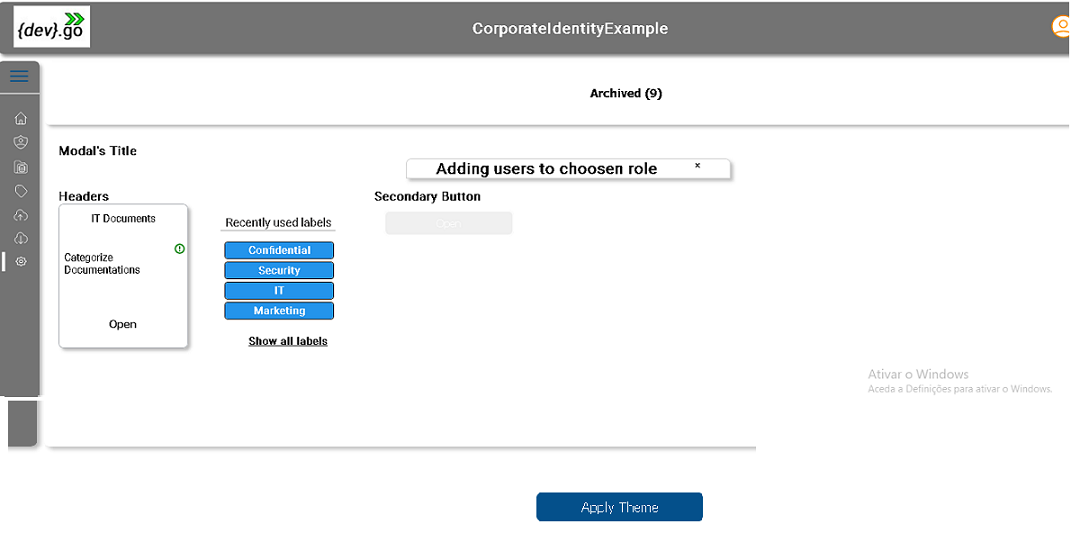 {dev}.go
CorporateIdentityExample
Archived (9)
Modal's Title
Adding users to choosen role
Headers
Secondary Button
IT Documents
Recently used labels
Open
Categorize
Documentations
Confidential
Security
IT
Marketing
Open
Show all labels
Ativar o Windows
Aceda a Definições para ativar o Windows.
Apply Theme